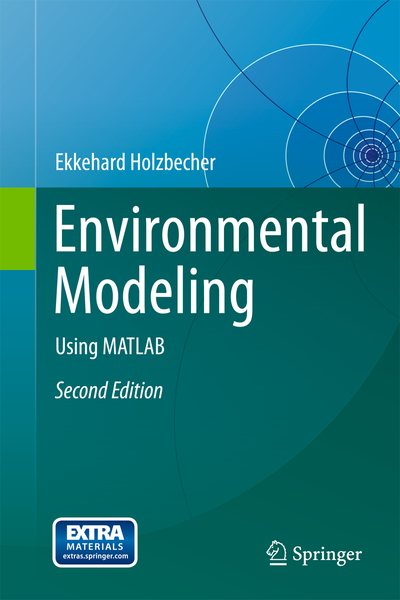 Ekkehard Holzbecher
Environmental
Modeling
Using MATLAB
Second Edition
EXTRA
MATERIALS
extras.springer.com
Springer